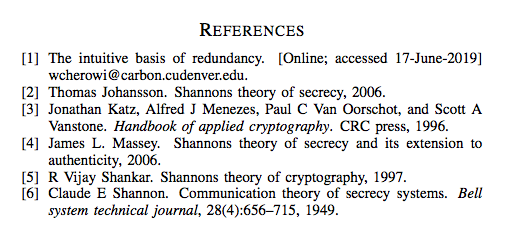 REFERENCES
[1] The intuitive basis of redundancy. [Online; accessed 17-June-2019]
wcherowi@carbon.cudenver.edu.
[2] Thomas Johansson. Shannons theory of secrecy, 2006.
[3] Jonathan Katz, Alfred J Menezes, Paul C Van Oorschot, and Scott A
Vanstone. Handbook of applied cryptography. CRC press, 1996.
[4] James L. Massey. Shannons theory of secrecy and its extension to
authenticity, 2006.
[5] R Vijay Shankar. Shannons theory of cryptography, 1997.
[6] Claude E Shannon. Communication theory of secrecy systems. Bell
system technical journal, 28(4):656–715, 1949.